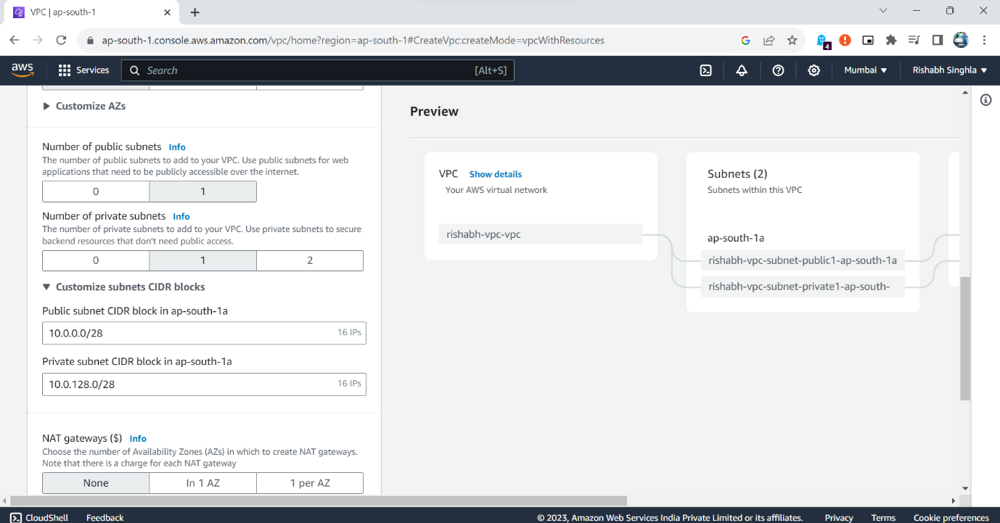 VPC | ap-south-1
ap-south-1.console.aws.amazon.com/vpc/home?region=ap-south-1#CreateVpc:createMode=vpcWithResources
4
aws
Services
Search
[Alt+S]
Mumbai
Rishabh Singhla
Customize AZs
Number of public subnets Info
The number of public subnets to add to your VPC. Use public subnets for web
applications that need to be publicly accessible over the internet.
0 1
Number of private subnets Info
The number of private subnets to add to your VPC. Use private subnets to secure
backend resources that don't need public access.
0 1 2
Customize subnets CIDR blocks
Public subnet CIDR block in ap-south-1a
10.0.0.0/28 16 IPs
Private subnet CIDR block in ap-south-1a
10.0.128.0/28 16 IPs
NAT gateways ($) Info
Choose the number of Availability Zones (AZs) in which to create NAT gateways.
Note that there is a charge for each NAT gateway
None In 1 AZ 1 per AZ
Preview
VPC Show details
Your AWS virtual network
rishabh-vpc-vpc
Subnets (2)
Subnets within this VPC
ap-south-1a
rishabh-vpc-subnet-public1-ap-south-1a
rishabh-vpc-subnet-private1-ap-south-
CloudShell Feedback
© 2023, Amazon Web Services India Private Limited or its affiliates. Privacy Terms Cookie preferences